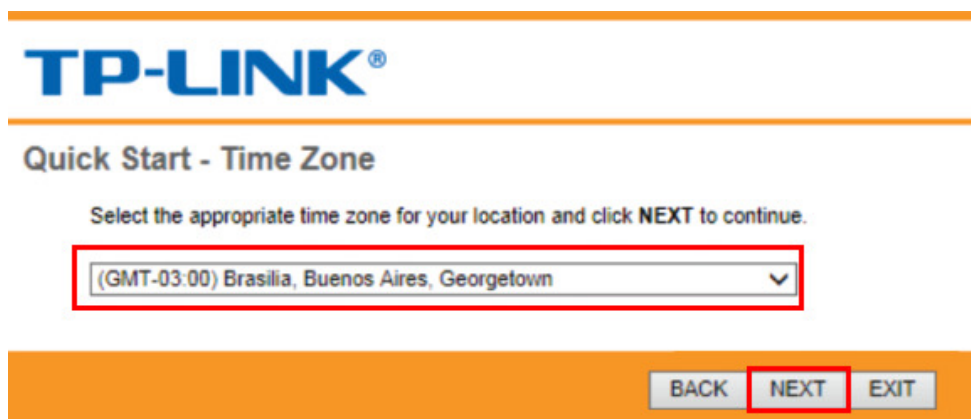 TP-LINK®
Quick Start - Time Zone
Select the appropriate time zone for your location and click NEXT to continue.
(GMT-03:00) Brasilia, Buenos Aires, Georgetown
BACK NEXT EXIT